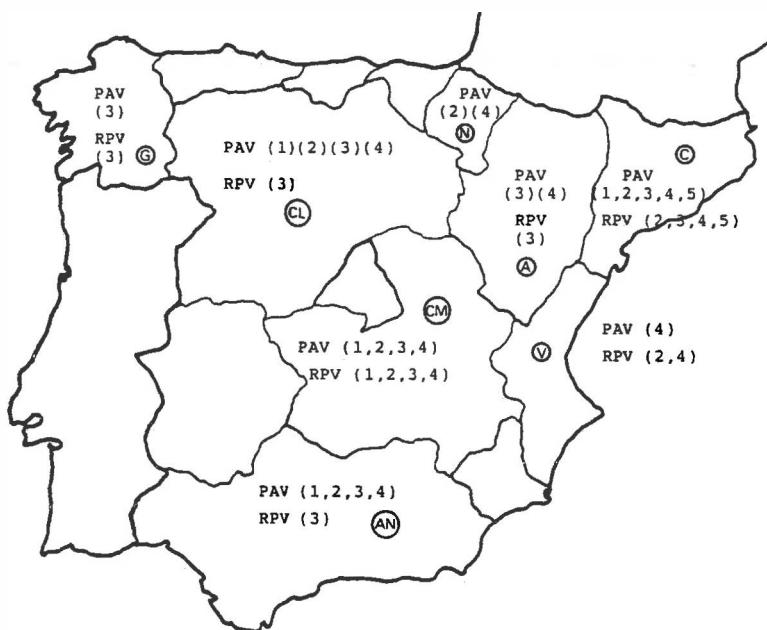 PAV
(3)
RPV
(3)
G
PAV (1)(2)(3)(4)
RPV (3)
CL
PAV
(2)(4)
N
PAV
(3)(4)
RPV
(3)
A
C
PAV
(1,2,3,4,5)
RPV (2,3,4,5)
CM
PAV (1,2,3,4)
RPV (1,2,3,4)
V
PAV (4)
RPV (2,4)
PAV (1,2,3,4)
RPV (3)
AN